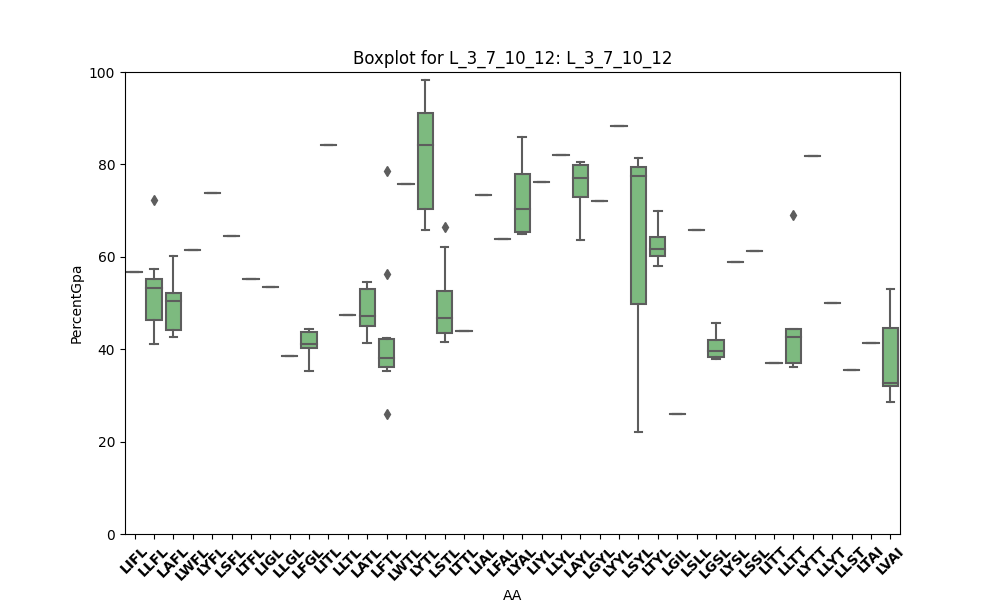 Boxplot for L_3_7_10_12: L_3_7_10_12
PercentGpa
100
80
60
40
20
0
LIFL
LLFL
LAFL
LWFL
LYFL
LSFL
LTFL
LIGL
LLGL
LFGL
LITL
LLTL
LATL
LFTL
LWTL
LYTL
LSTL
LTTL
LIAL
LFAL
LYAL
LIYL
LLYL
LAYL
LGYL
LYYL
LSYL
LTYL
LGIL
LSLL
LGSL
LYSL
LSSL
LITT
LLTT
LYTT
LLYT
LLST
LTAI
LVAI
AA